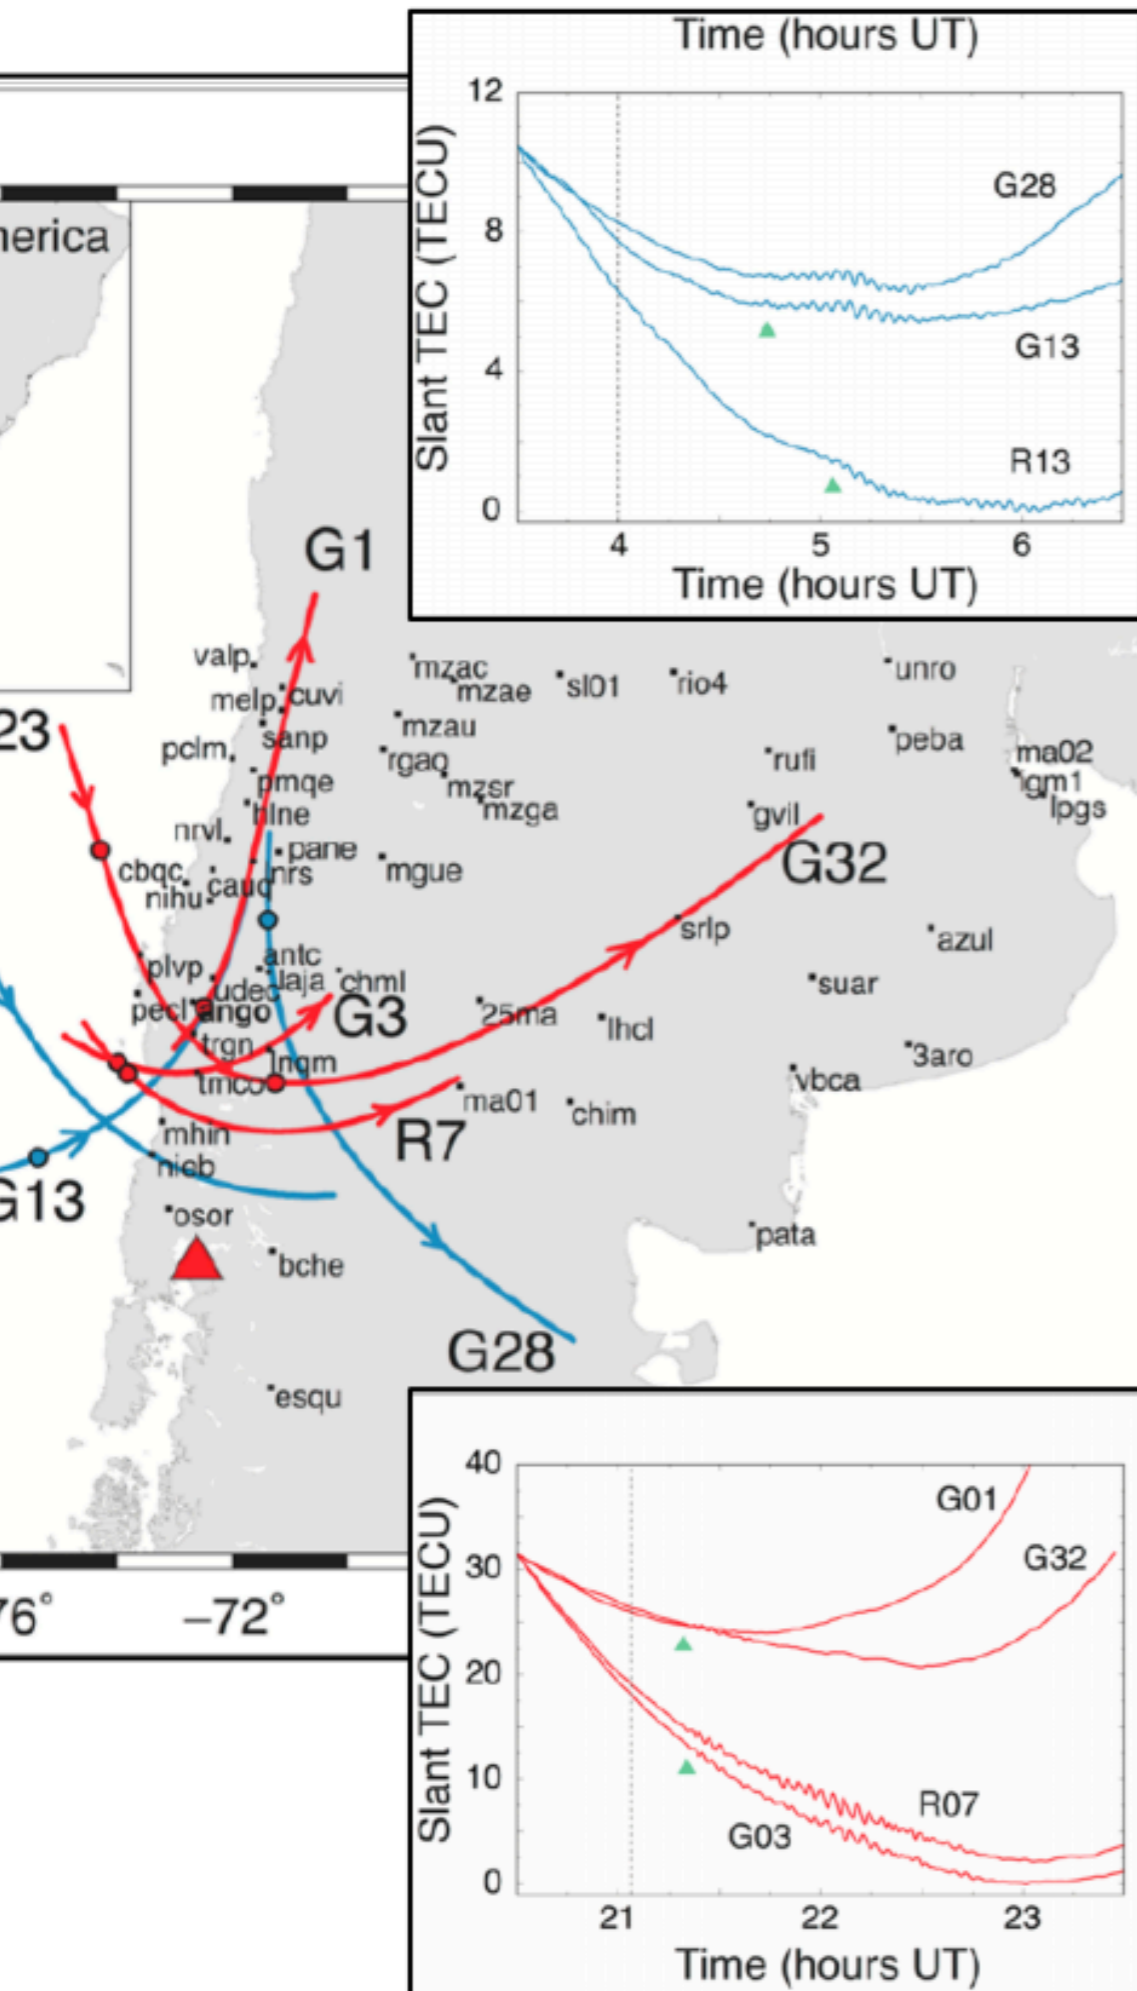 Time (hours UT)
12
8
4
0
Slant TEC (TECU)
G28
G13
R13
4 5 6
Time (hours UT)
nerica
G1
valp
mzac
mzae
sl01
rio4
unro
melp
cuvi
23
sanp
mzau
pclm
rgao
peba
ma02
rufi
igm1
pmqe
mzsr
lpgs
hlne
mzga
gvil
nrvl
pane
G32
cbqc
cauq
nrs
mgue
nihu
srlp
azul
antc
plvp
laja
chml
suar
udec
pecl
ango
G3
25ma
lhcl
trgn
lnqm
3aro
tmco
vbca
ma01
chim
mhin
R7
nieb
G13
osor
pata
bche
G28
esqu
40
30
20
10
0
Slant TEC (TECU)
G01
G32
R07
G03
21 22 23
Time (hours UT)
76°
−72°